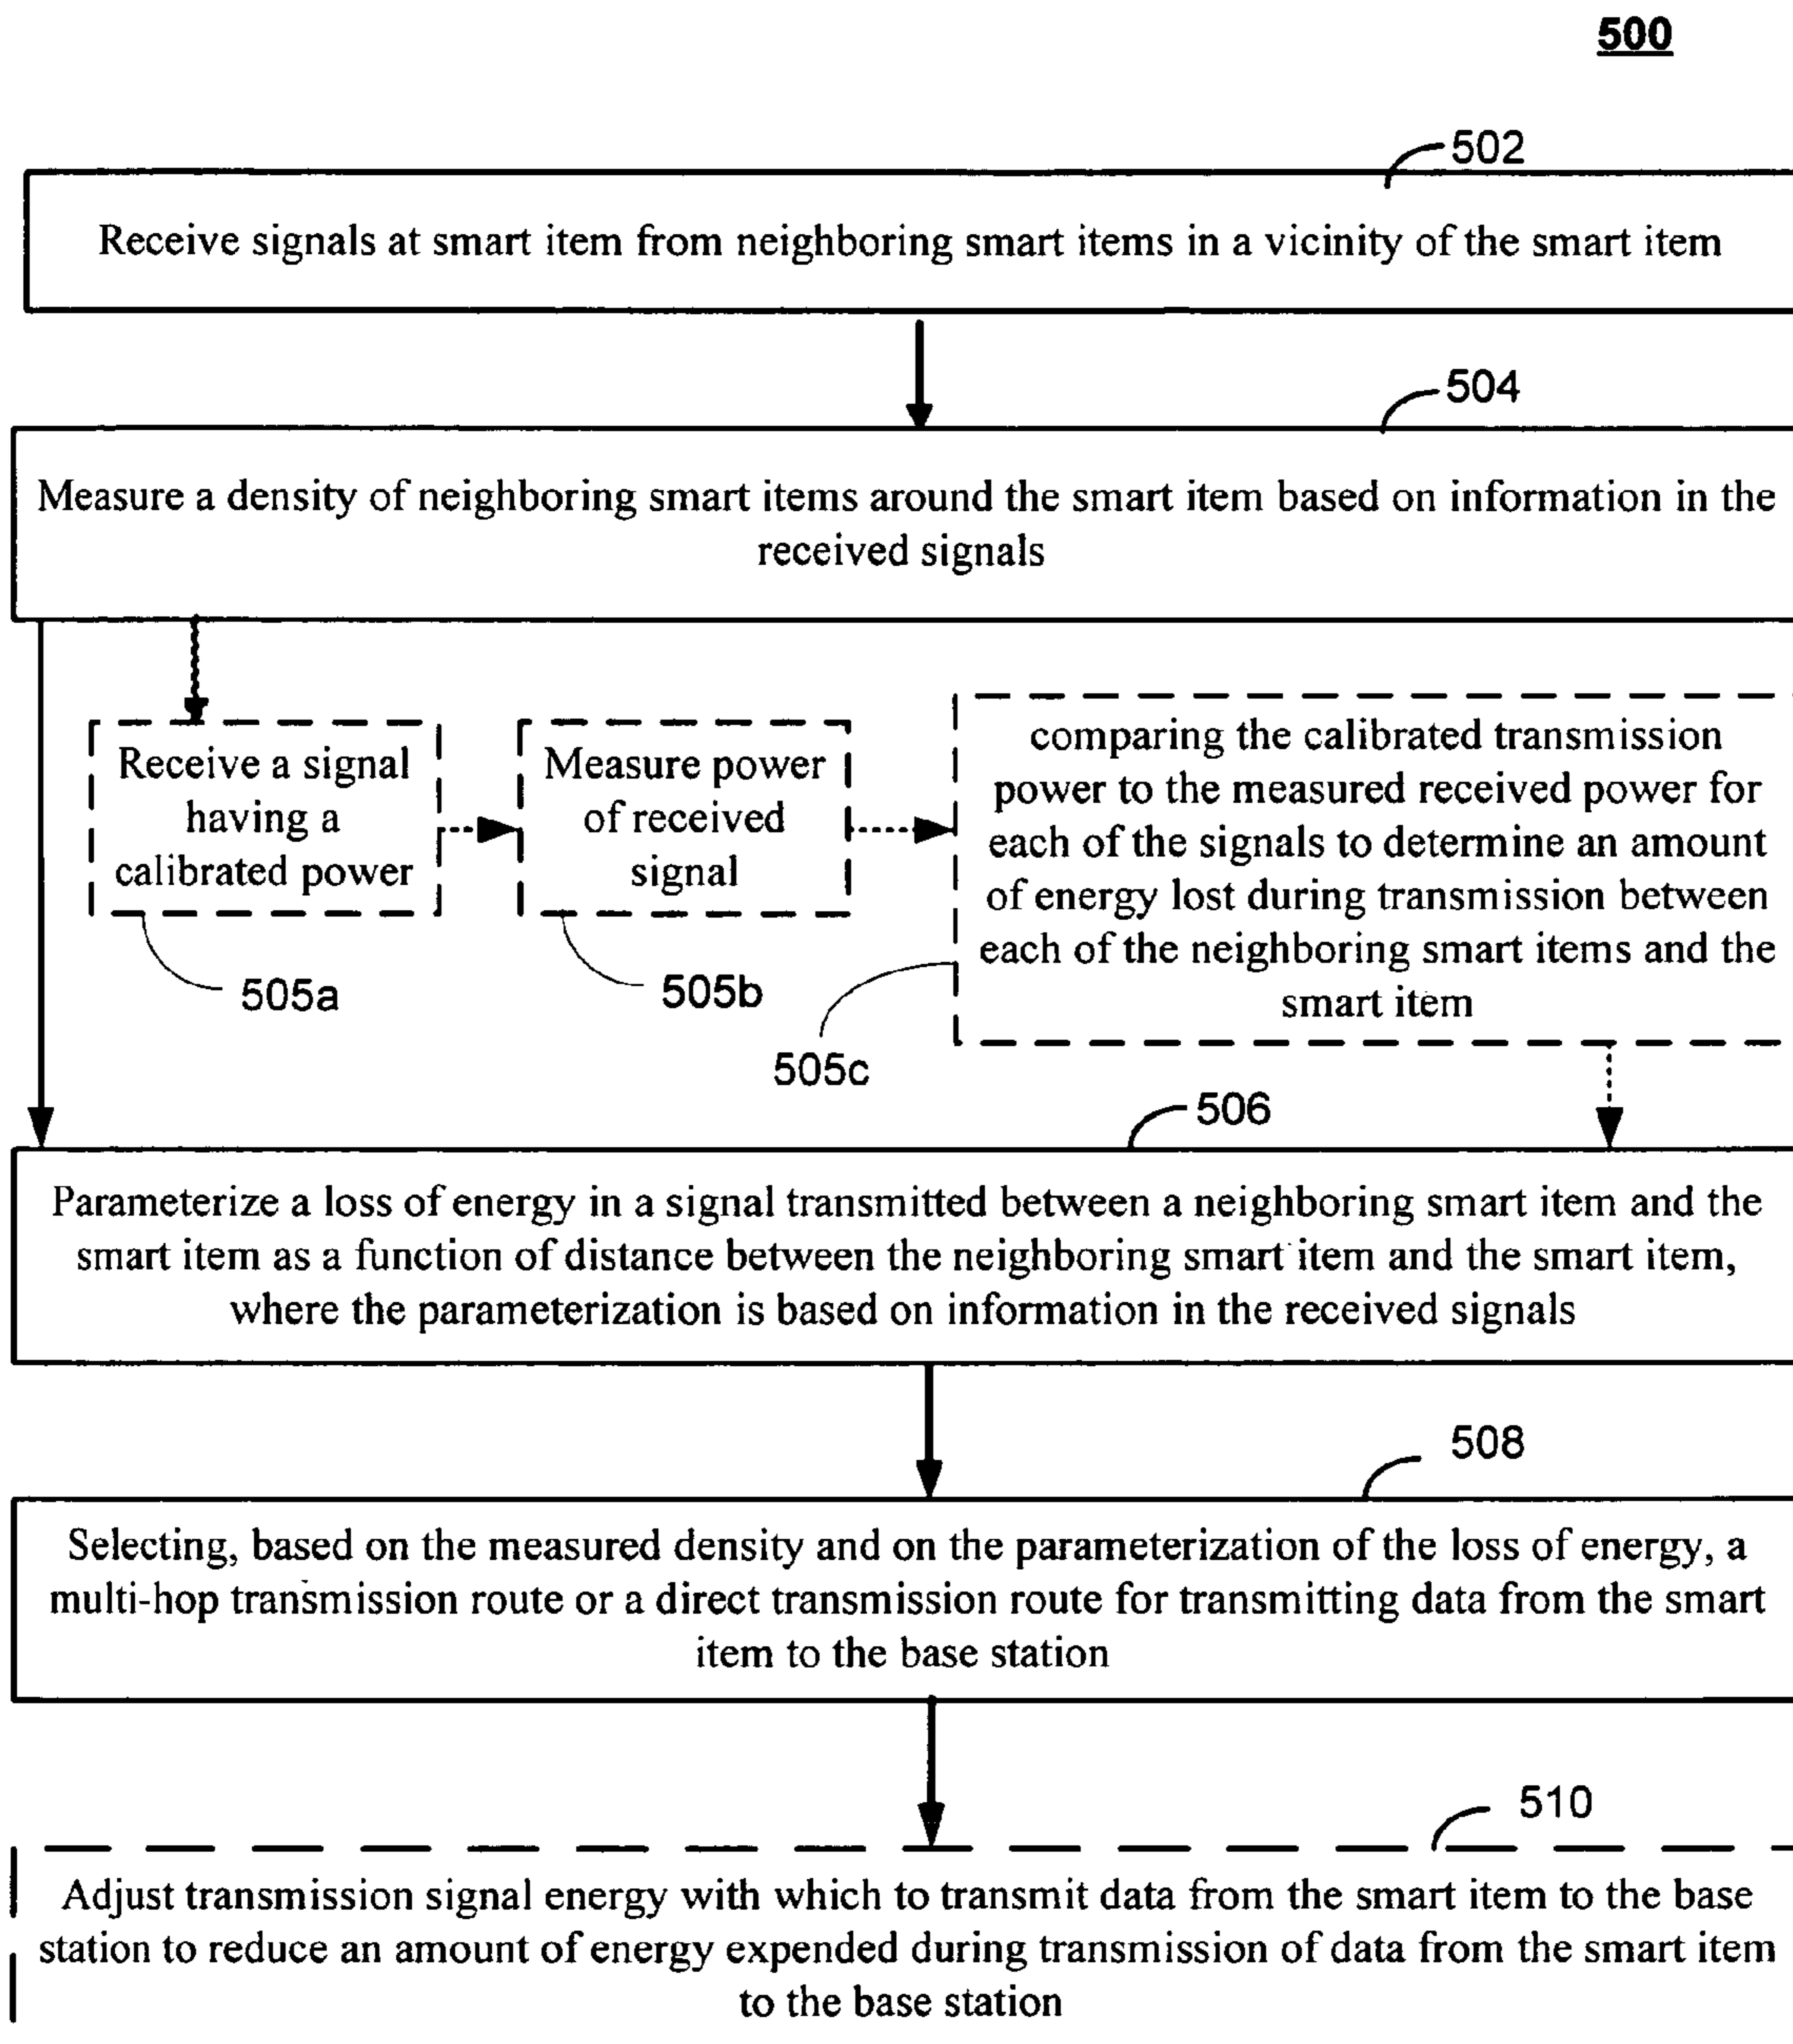 500
502
Receive signals at smart item from neighboring smart items in a vicinity of the smart item
504
Measure a density of neighboring smart items around the smart item based on information in the
received signals
Receive a signal
having a
calibrated power
505a
Measure power
of received
signal
505b
comparing the calibrated transmission
power to the measured received power for
each of the signals to determine an amount
of energy lost during transmission between
each of the neighboring smart items and the
smart item
505c
506
Parameterize a loss of energy in a signal transmitted between a neighboring smart item and the
smart item as a function of distance between the neighboring smart item and the smart item,
where the parameterization is based on information in the received signals
508
Selecting, based on the measured density and on the parameterization of the loss of energy, a
multi-hop transmission route or a direct transmission route for transmitting data from the smart
item to the base station
510
Adjust transmission signal energy with which to transmit data from the smart item to the base
station to reduce an amount of energy expended during transmission of data from the smart item
to the base station